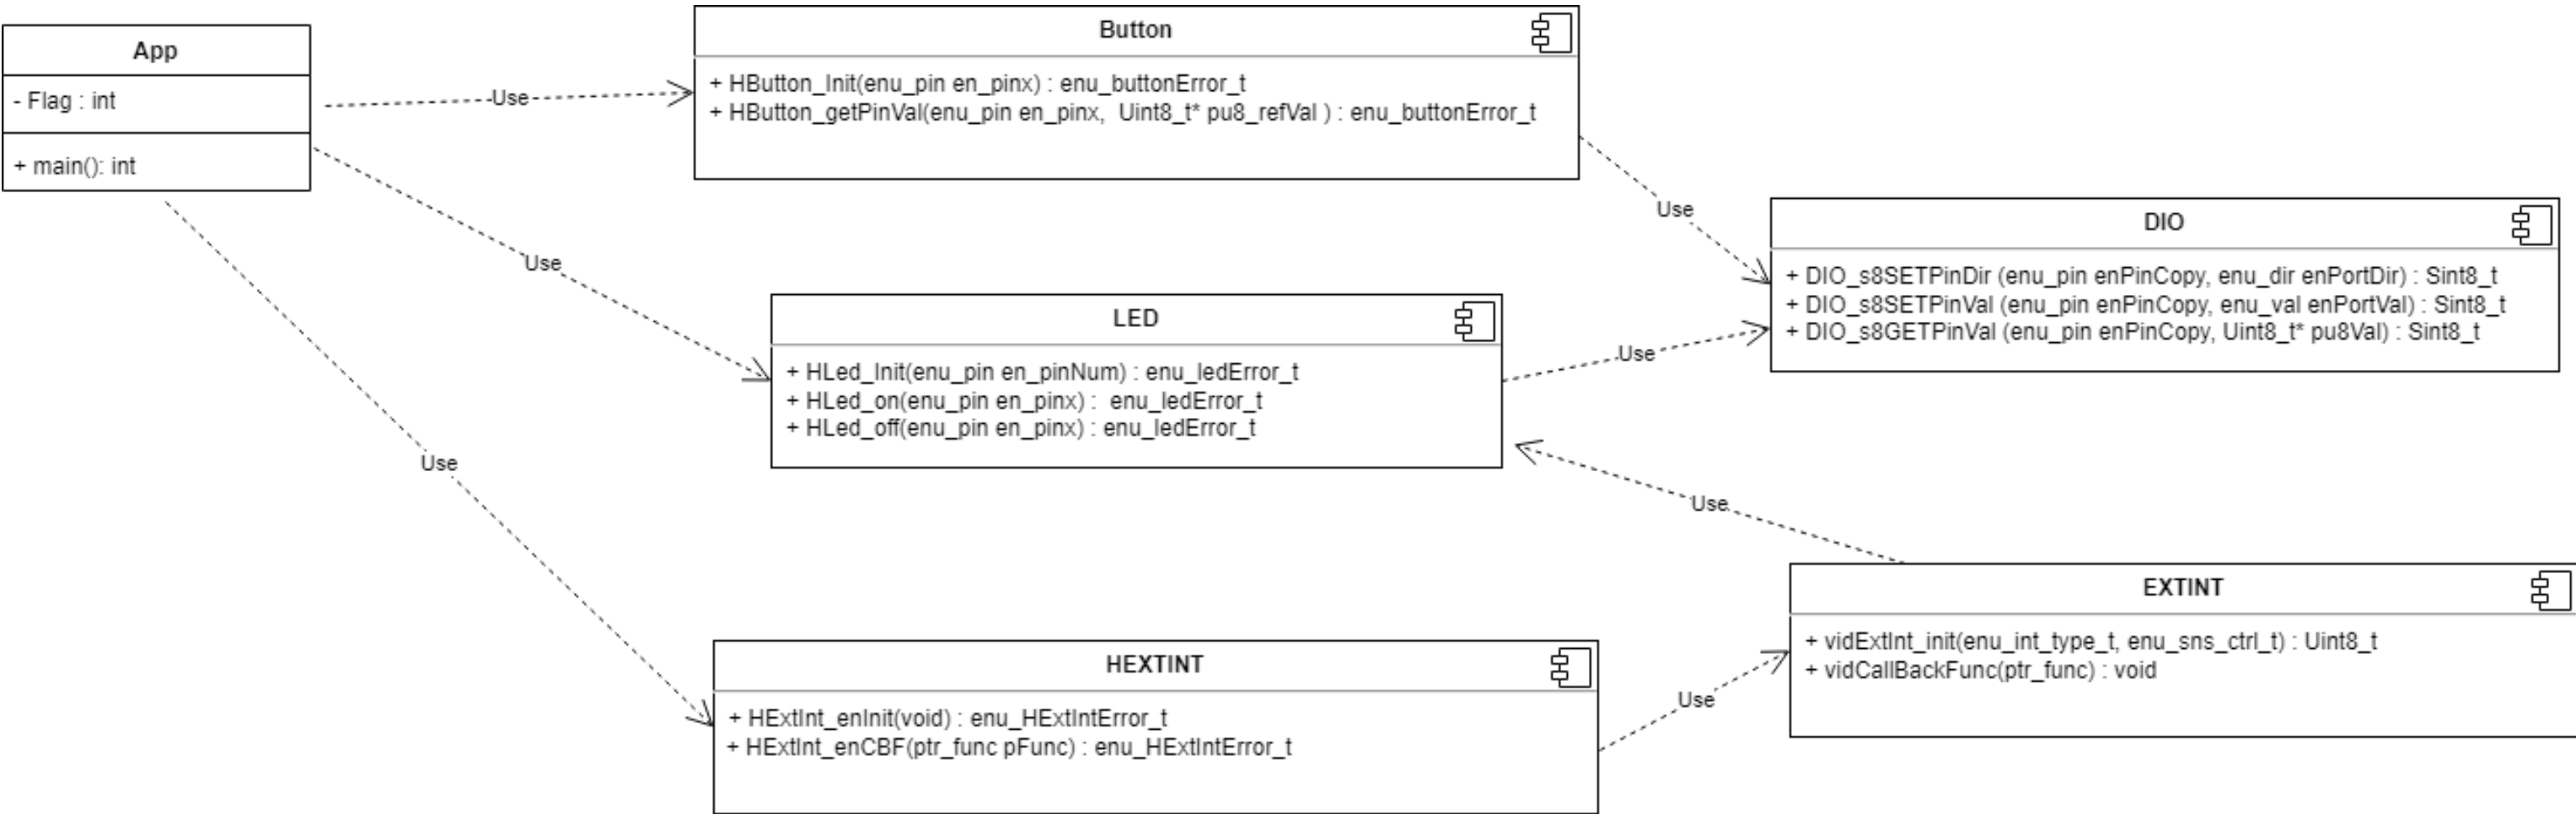 App
- Flag : int
+ main(): int
Use
Button
+ HButton_Init(enu_pin en_pinx) : enu_buttonError_t
+ HButton_getPinVal(enu_pin en_pinx,  Uint8_t* pu8_refVal ) : enu_buttonError_t
Use
Use
DIO
+ DIO_s8SETPinDir (enu_pin enPinCopy, enu_dir enPortDir) : Sint8_t
+ DIO_s8SETPinVal (enu_pin enPinCopy, enu_val enPortVal) : Sint8_t
+ DIO_s8GETPinVal (enu_pin enPinCopy, Uint8_t* pu8Val) : Sint8_t
LED
+ HLed_Init(enu_pin en_pinNum) : enu_ledError_t
+ HLed_on(enu_pin en_pinx) :  enu_ledError_t
+ HLed_off(enu_pin en_pinx) : enu_ledError_t
Use
Use
Use
EXTINT
+ vidExtInt_init(enu_int_type_t, enu_sns_ctrl_t) : Uint8_t
+ vidCallBackFunc(ptr_func) : void
HEXTINT
+ HExtInt_enInit(void) : enu_HExtIntError_t
+ HExtInt_enCBF(ptr_func pFunc) : enu_HExtIntError_t
Use